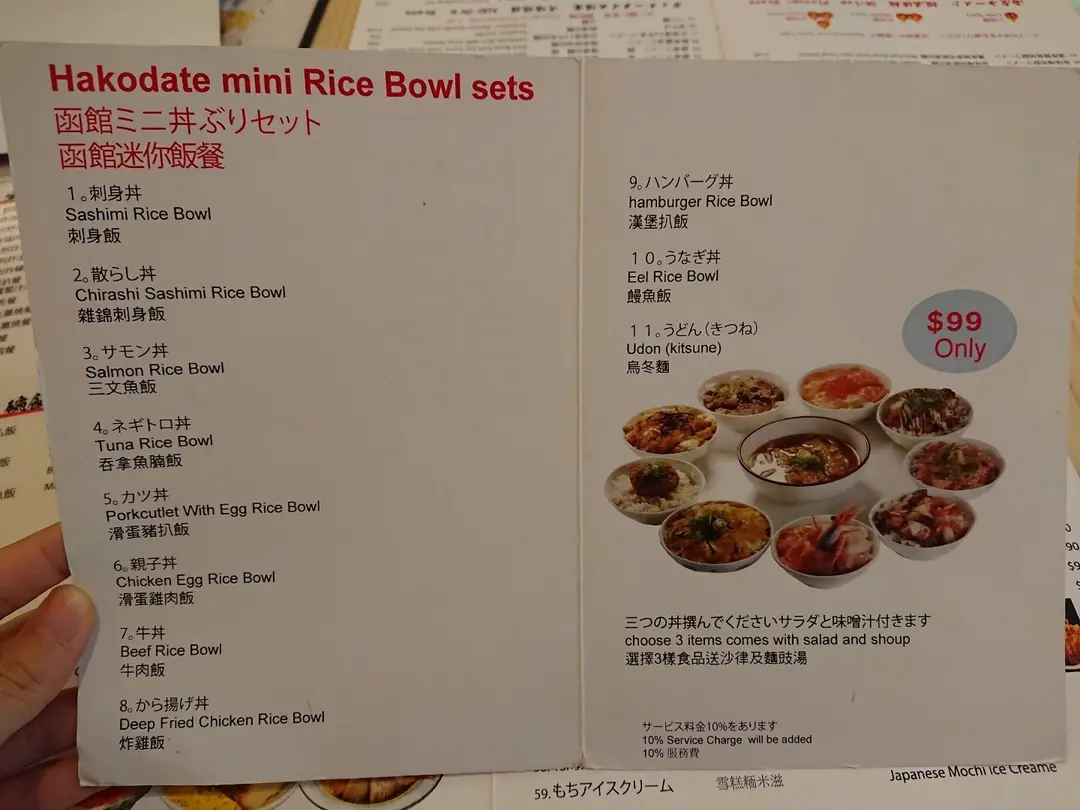 Hakodate mini Rice Bowl sets
函館ミニ丼ぶりセット
函館迷你飯餐
1。刺身丼
Sashimi Rice Bowl
刺身飯
2。散らし丼
Chirashi Sashimi Rice Bowl
雜錦刺身飯
3。サモン丼
Salmon Rice Bowl
三文魚飯
4。ネギトロ丼
Tuna Rice Bowl
吞拿魚腩飯
5。カツ丼
Porkcutlet With Egg Rice Bowl
滑蛋豬扒飯
6。親子丼
Chicken Egg Rice Bowl
滑蛋雞肉飯
7。牛丼
Beef Rice Bowl
牛肉飯
8。から揚げ丼
Deep Fried Chicken Rice Bowl
炸雞飯
9。ハンバーグ丼
hamburger Rice Bowl
漢堡扒飯
10。うなぎ丼
Eel Rice Bowl
饅魚飯
11。うどん(きつね)
Udon (kitsune)
烏冬麵
$99
Only
三つの丼撰んでくださいサラダと味噌汁付きます
choose 3 items comes with salad and shoup
選擇3樣食品送沙律及麵豉湯
サービス料金10%をあります
10% Service Charge will be added
10% 服務費
59.もちアイスクリーム
雪糕糯米滋
Japanese Mochi Ice Creame